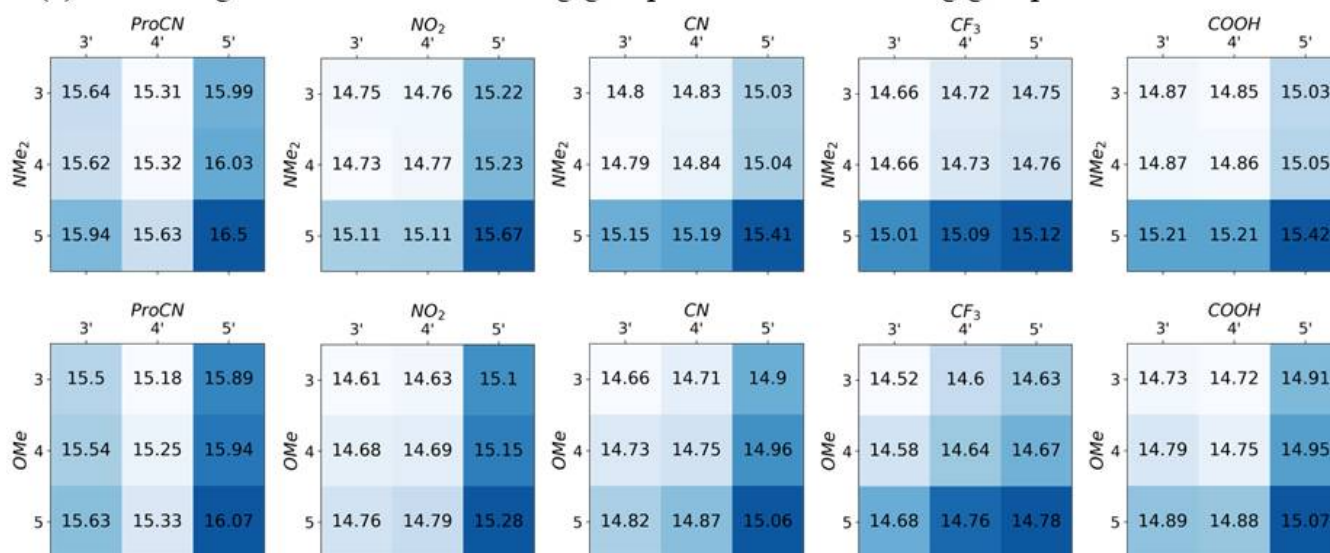 ProCN NO2 CN CF3 COOH
3' 4' 5' 3' 4' 5' 3' 4' 5' 3' 4' 5' 3' 4' 5'
3 15.64 15.31 15.99 3 14.75 14.76 15.22 3 14.8 14.83 15.03 3 14.66 14.72 14.75 3 14.87 14.85 15.03
NMe2 4 15.62 15.32 16.03 NMe2 4 14.73 14.77 15.23 NMe2 4 14.79 14.84 15.04 NMe2 4 14.66 14.73 14.76 NMe2 4 14.87 14.86 15.05
5 15.94 15.63 16.5 5 15.11 15.11 15.67 5 15.15 15.19 15.41 5 15.01 15.09 15.12 5 15.21 15.21 15.42
ProCN NO2 CN CF3 COOH
3' 4' 5' 3' 4' 5' 3' 4' 5' 3' 4' 5' 3' 4' 5'
3 15.5 15.18 15.89 3 14.61 14.63 15.1 3 14.66 14.71 14.9 3 14.52 14.6 14.63 3 14.73 14.72 14.91
OMe 4 15.54 15.25 15.94 OMe 4 14.68 14.69 15.15 OMe 4 14.73 14.75 14.96 OMe 4 14.58 14.64 14.67 OMe 4 14.79 14.75 14.95
5 15.63 15.33 16.07 5 14.76 14.79 15.28 5 14.82 14.87 15.06 5 14.68 14.76 14.78 5 14.89 14.88 15.07